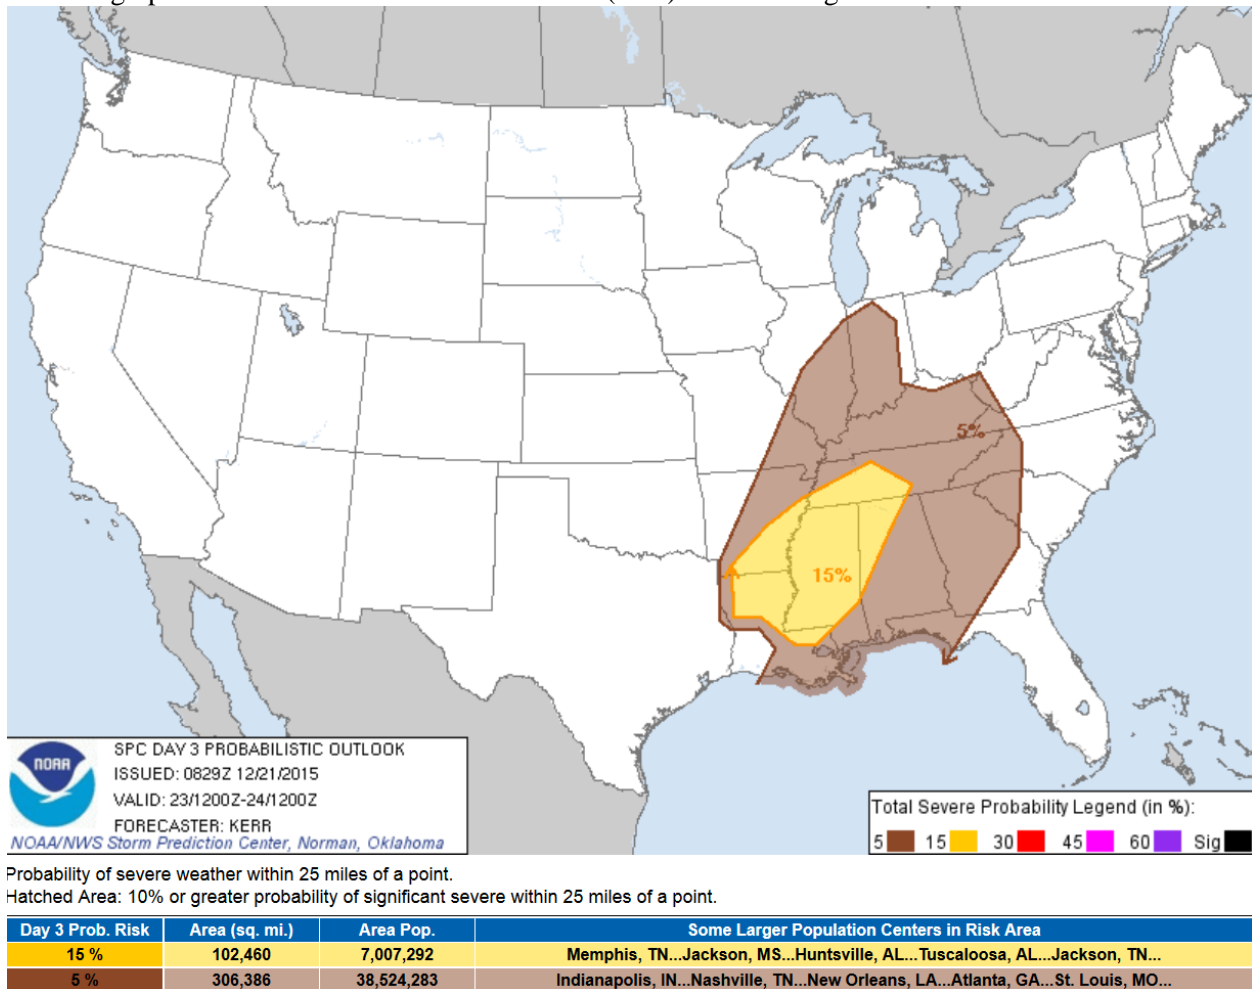 5%
15%
NOAA
SPC DAY 3 PROBABILISTIC OUTLOOK
ISSUED: 0829Z 12/21/2015
VALID: 23/1200Z-24/1200Z
FORECASTER: KERR
NOAA/NWS Storm Prediction Center, Norman, Oklahoma
Total Severe Probability Legend (in %):
5 15 30 45 60 Sig
Probability of severe weather within 25 miles of a point.
Hatched Area: 10% or greater probability of significant severe within 25 miles of a point.
Day 3 Prob. Risk Area (sq. mi.) Area Pop. Some Larger Population Centers in Risk Area
15 % 102,460 7,007,292 Memphis, TN...Jackson, MS...Huntsville, AL...Tuscaloosa, AL...Jackson, TN...
5 % 306,386 38,524,283 Indianapolis, IN...Nashville, TN...New Orleans, LA...Atlanta, GA...St. Louis, MO...